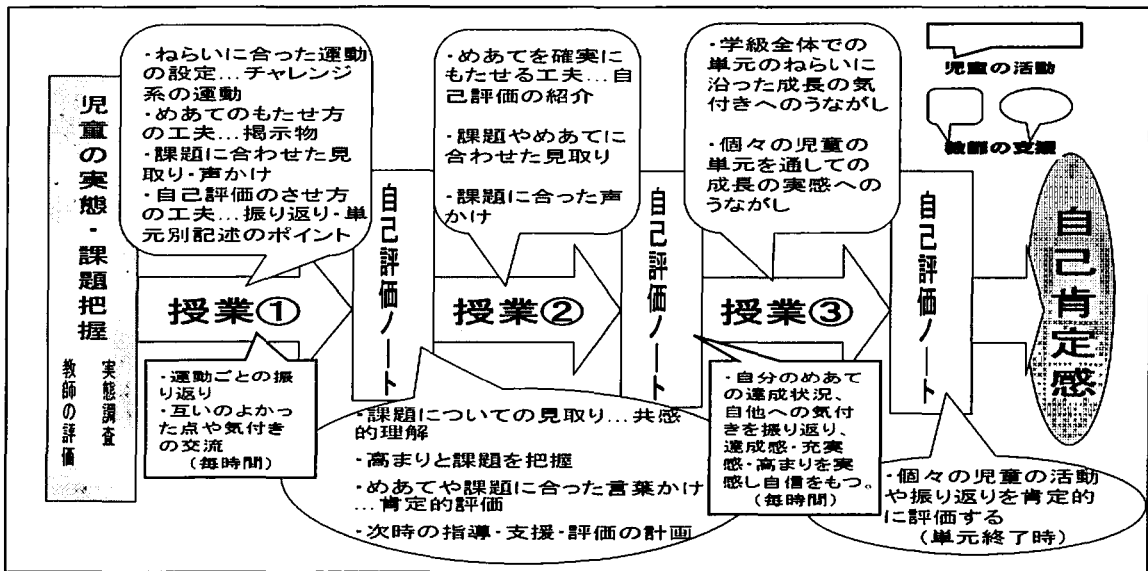 児童の実態・課題把握
実態調査
教師の評価
・ねらいに合った運動
の設定…チャレンジ
系の運動
・めあてのもたせ方
の工夫…掲示物
・課題に合わせた見
取り・声かけ
・自己評価のさせ方
の工夫…振り返り・単
元別記述のポイント
授業①
・運動ごとの振
り返り
・互いのよかっ
た点や気付き
の交流
(毎時間)
自己評価ノート
・めあてを確実に
もたせる工夫…自
己評価の紹介
・課題やめあてに
合わせた見取り
・課題に合った声
かけ
授業②
・課題についての見取り…共感
的理解
・高まりと課題を把握
・めあてや課題に合った言葉かけ
…肯定的評価
・次時の指導・支援・評価の計画
自己評価ノート
・学級全体での
単元のねらいに
沿った成長の気
付きへのうながし
・個々の児童の
単元を通しての
成長の実感への
うながし
授業③
・自分のめあて
の達成状況、
自他への気付
きを振り返り、
達成感・充実
感・高まりを実
感し自信をもつ。
(毎時間)
自己評価ノート
・個々の児童の活動
や振り返りを肯定的
に評価する
(単元終了時)
児童の活動
教師の支援
自己肯定感